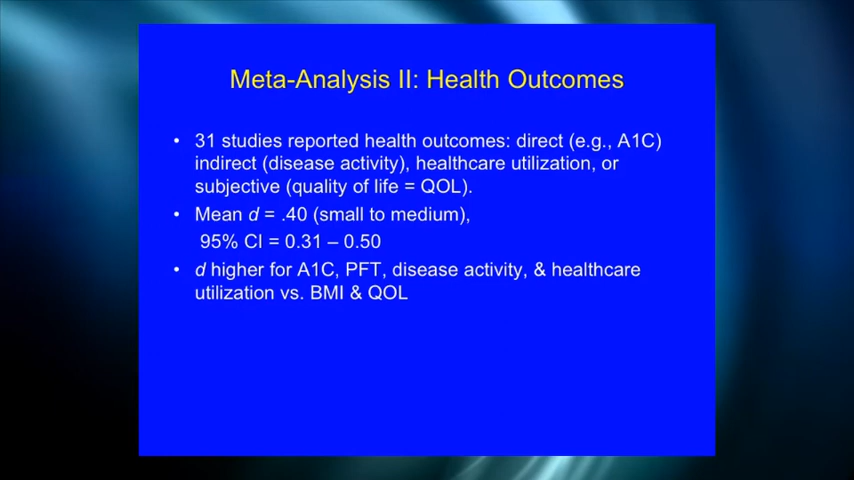 Meta-Analysis II: Health Outcomes
• 31 studies reported health outcomes: direct (e.g., A1C)
indirect (disease activity), healthcare utilization, or
subjective (quality of life = QOL).
• Mean d = .40 (small to medium),
95% CI = 0.31 – 0.50
• d higher for A1C, PFT, disease activity, & healthcare
utilization vs. BMI & QOL